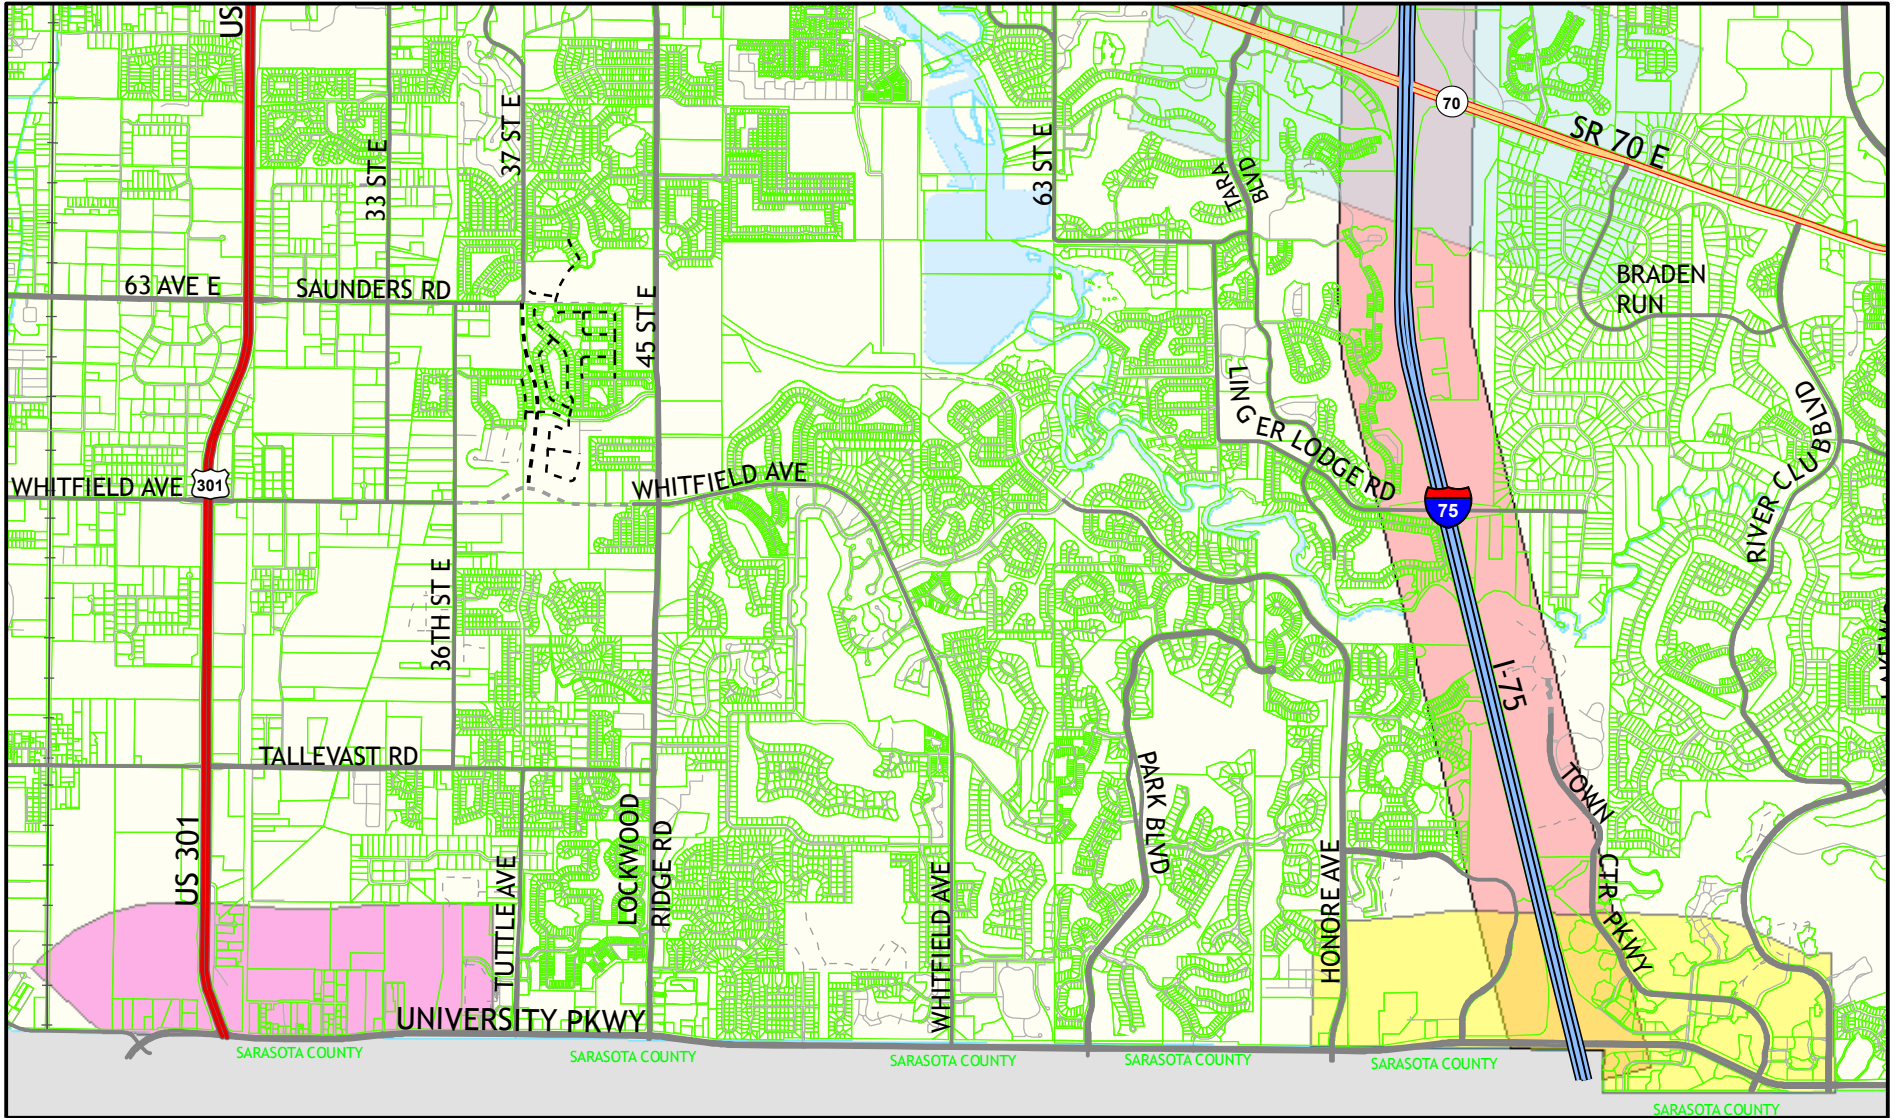 US
70
SR 70 E
37 ST E
33 ST E
63 ST E
TARA
BLVD
63 AVE E
SAUNDERS RD
45 ST E
BRADEN
RUN
LINGER LODGE RD
RIVER CLUB BLVD
WHITFIELD AVE
301
WHITFIELD AVE
75
36TH ST E
I-75
TALLEVAST RD
PARK BLVD
TOWN CTR PKWY
US 301
LOCKWOOD
RIDGE RD
TUTTLE AVE
WHITFIELD AVE
HONORE AVE
UNIVERSITY PKWY
SARASOTA COUNTY
SARASOTA COUNTY
SARASOTA COUNTY
SARASOTA COUNTY
SARASOTA COUNTY
SARASOTA COUNTY